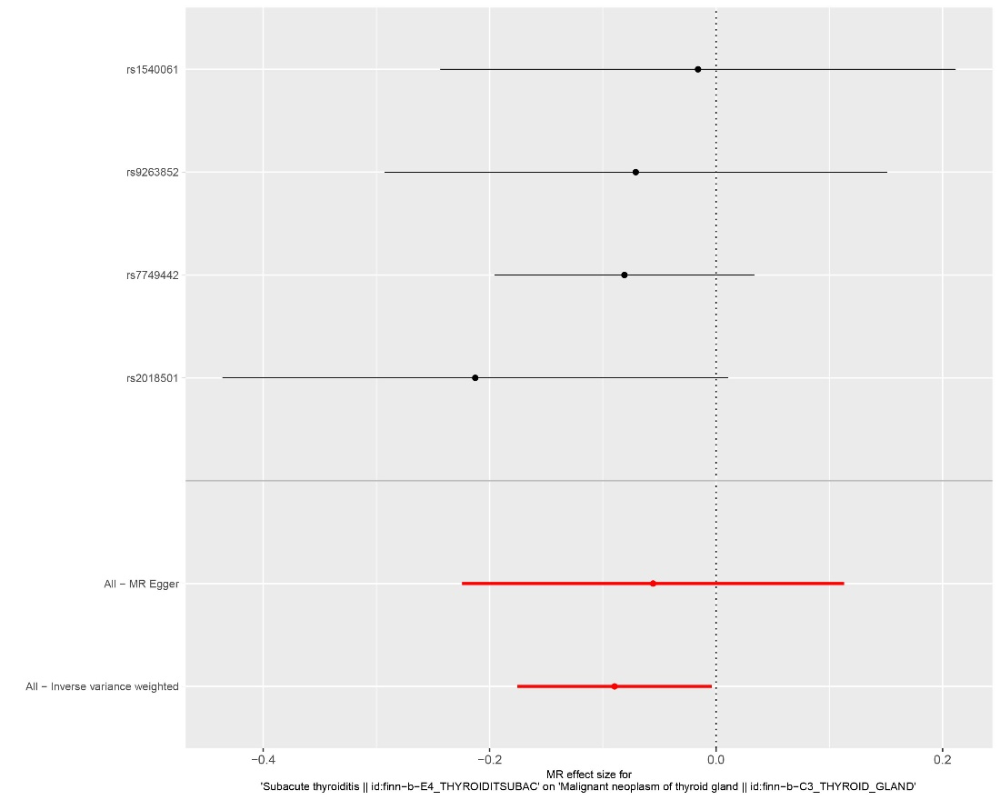 rs1540061
rs9263852
rs7749442
rs2018501
All − MR Egger
All − Inverse variance weighted
−0.4 −0.2 0.0 0.2
MR effect size for
'Subacute thyroiditis || id:finn−b−E4_THYROIDITSUBAC' on 'Malignant neoplasm of thyroid gland || id:finn−b−C3_THYROID_GLAND'